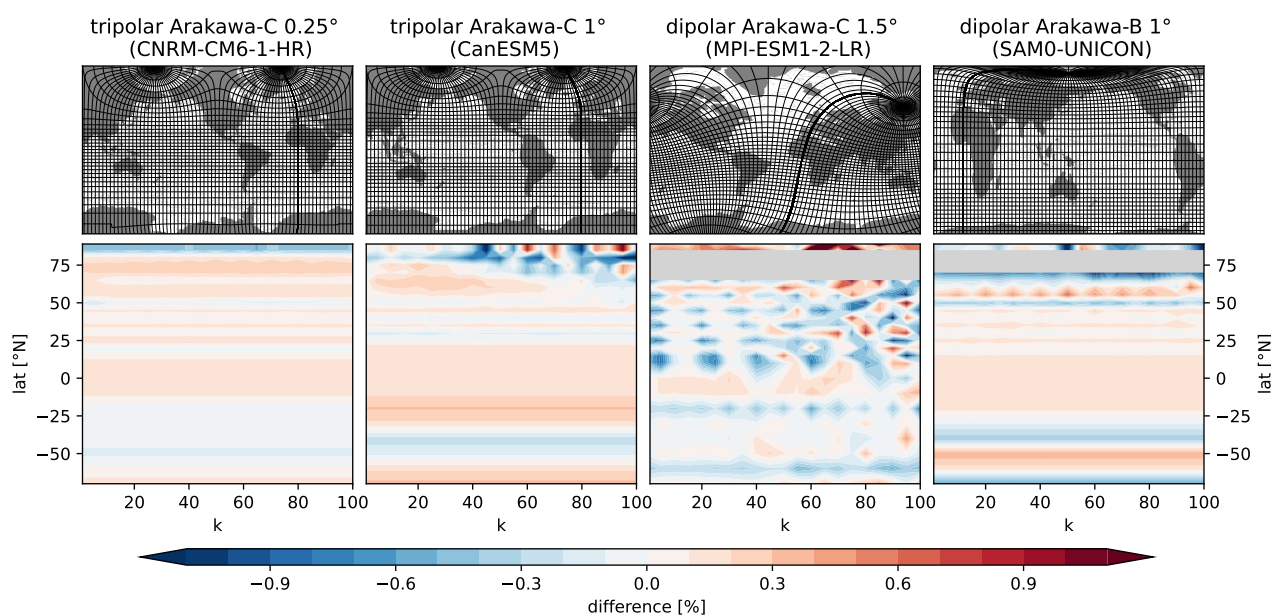 tripolar Arakawa-C 0.25°
(CNRM-CM6-1-HR)
tripolar Arakawa-C 1°
(CanESM5)
dipolar Arakawa-C 1.5°
(MPI-ESM1-2-LR)
dipolar Arakawa-B 1°
(SAM0-UNICON)
lat [°N]
75
50
25
0
−25
−50
20 40 60 80 100
k
20 40 60 80 100
k
20 40 60 80 100
k
20 40 60 80 100
k
75
50
25
0
−25
−50
lat [°N]
−0.9 −0.6 −0.3 0.0 0.3 0.6 0.9
difference [%]